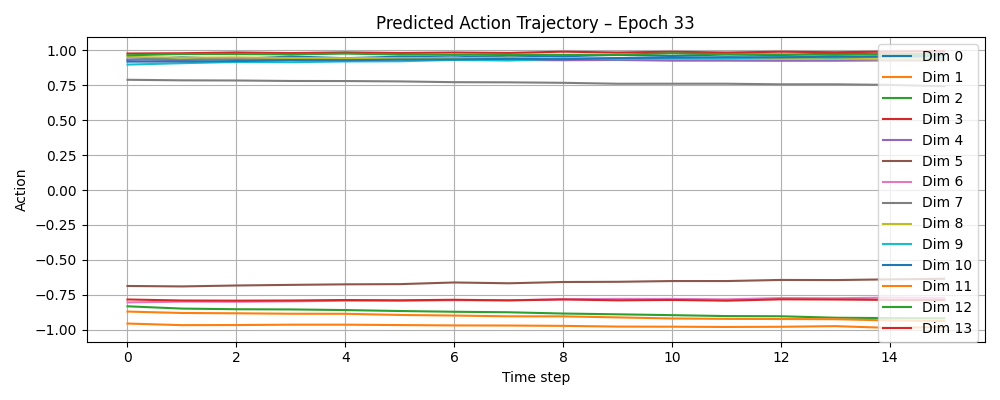 Predicted Action Trajectory – Epoch 33
Action
1.00
0.75
0.50
0.25
0.00
−0.25
−0.50
−0.75
−1.00
0 2 4 6 8 10 12 14
Time step
Dim 0
Dim 1
Dim 2
Dim 3
Dim 4
Dim 5
Dim 6
Dim 7
Dim 8
Dim 9
Dim 10
Dim 11
Dim 12
Dim 13